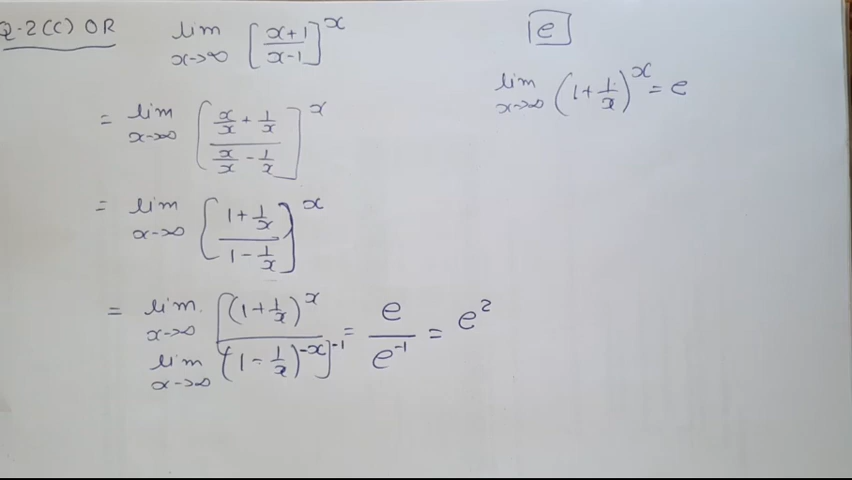 Q-2(C) OR lim x→∞ [x+1/x-1]^x
e
lim x→∞ (1+1/x)^x = e
= lim x→∞ [x/x + 1/x / x/x - 1/x]^x
= lim x→∞ [1+1/x / 1-1/x]^x
= lim x→∞ [(1+1/x)^x / lim x→∞ [(1-1/x)^-x]^-1 = e/e^-1 = e^2